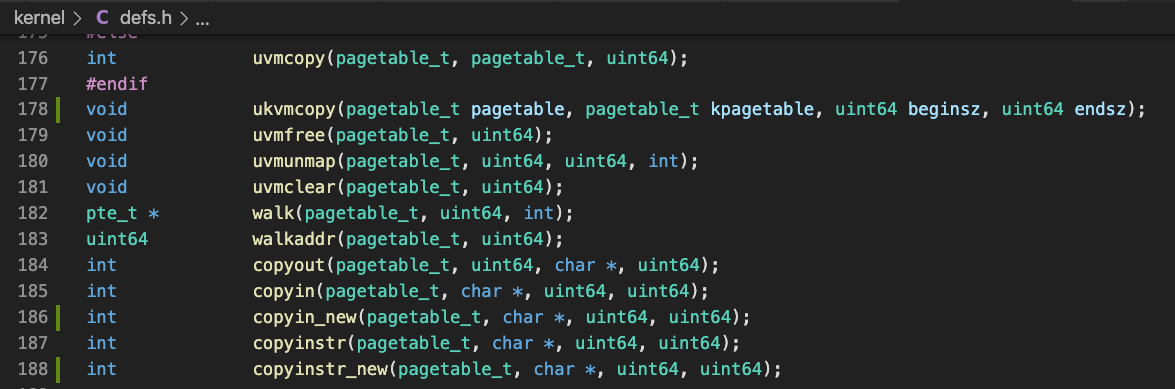 kernel > C defs.h > ...
175 #else
176 int uvmcopy(pagetable_t, pagetable_t, uint64);
177 #endif
178 void ukvmcopy(pagetable_t pagetable, pagetable_t kpagetable, uint64 beginsz, uint64 endsz);
179 void uvmfree(pagetable_t, uint64);
180 void uvmunmap(pagetable_t, uint64, uint64, int);
181 void uvmclear(pagetable_t, uint64);
182 pte_t * walk(pagetable_t, uint64, int);
183 uint64 walkaddr(pagetable_t, uint64);
184 int copyout(pagetable_t, uint64, char *, uint64);
185 int copyin(pagetable_t, char *, uint64, uint64);
186 int copyin_new(pagetable_t, char *, uint64, uint64);
187 int copyinstr(pagetable_t, char *, uint64, uint64);
188 int copyinstr_new(pagetable_t, char *, uint64, uint64);